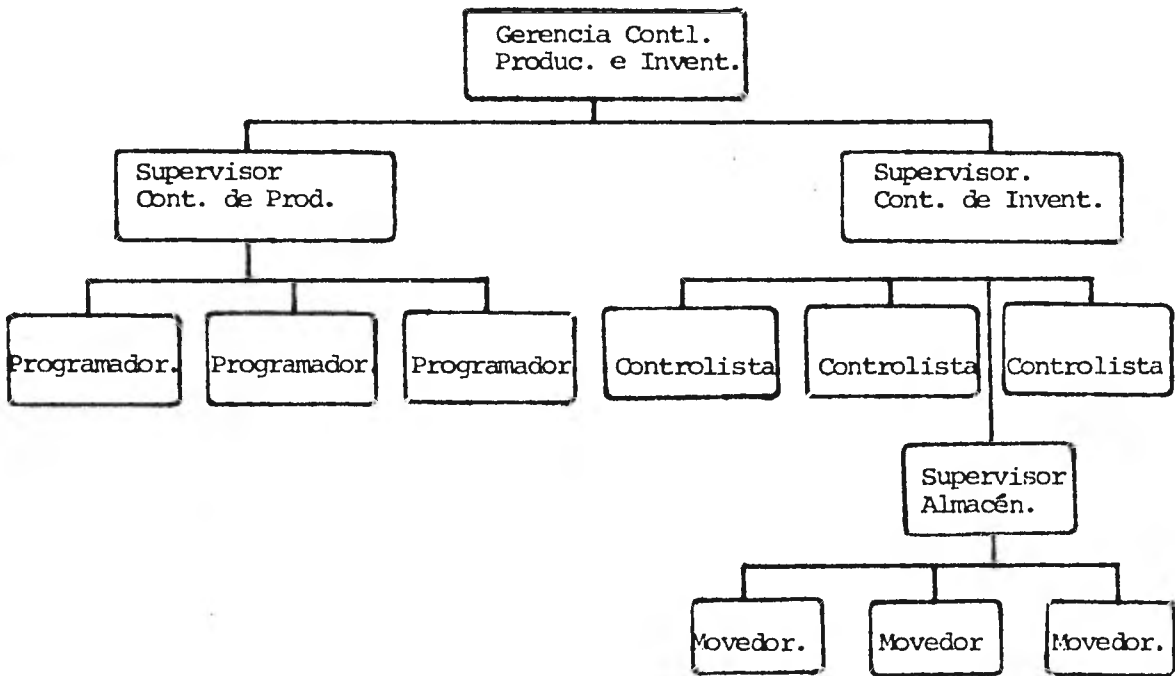 Gerencia Contl.
Produc. e Invent.
Supervisor
Cont. de Prod.
Supervisor.
Cont. de Invent.
Programador.
Programador.
Programador
Controlista
Controlista
Controlista
Supervisor
Almacén.
Movedor.
Movedor
Movedor.